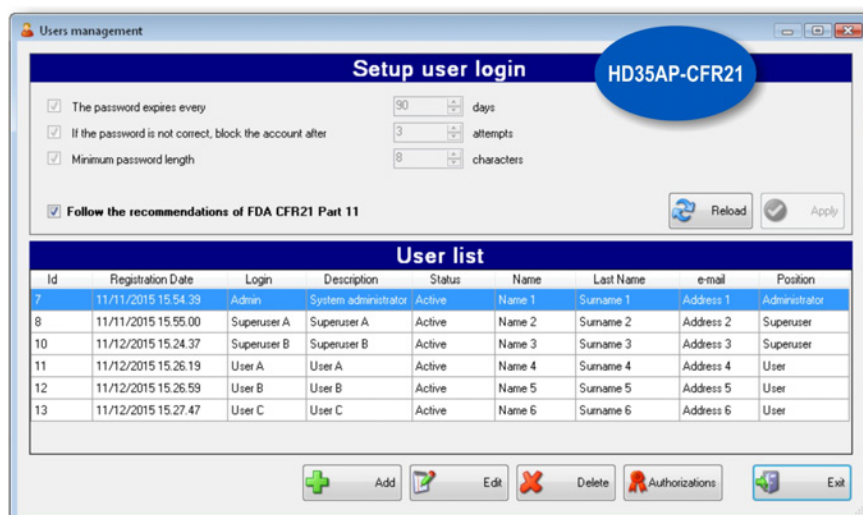 Users management
Setup user login
HD35AP-CFR21
The password expires every 90 days
If the password is not correct, block the account after 3 attempts
Minimum password length 8 characters
Follow the recommendations of FDA CFR21 Part 11
Reload Apply
User list
Id Registration Date Login Description Status Name Last Name e-mail Position
7 11/11/2015 15.54.39 Admin System administrator Active Name 1 Surname 1 Address 1 Administrator
8 11/11/2015 15.55.00 Superuser A Superuser A Active Name 2 Surname 2 Address 2 Superuser
10 11/12/2015 15.24.37 Superuser B Superuser B Active Name 3 Surname 3 Address 3 Superuser
11 11/12/2015 15.26.19 User A User A Active Name 4 Surname 4 Address 4 User
12 11/12/2015 15.26.59 User B User B Active Name 5 Surname 5 Address 5 User
13 11/12/2015 15.27.47 User C User C Active Name 6 Surname 6 Address 6 User
Add Edit Delete Authorizations Exit